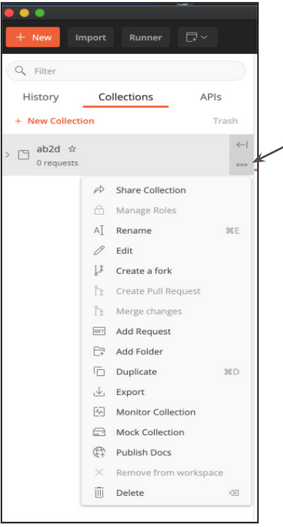 + New Import Runner
Filter
History Collections APIs
+ New Collection Trash
ab2d ☆
0 requests
Share Collection
Manage Roles
Rename ⌘E
Edit
Create a fork
Create Pull Request
Merge changes
Add Request
Add Folder
Duplicate ⌘D
Export
Monitor Collection
Mock Collection
Publish Docs
Remove from workspace
Delete ⌫